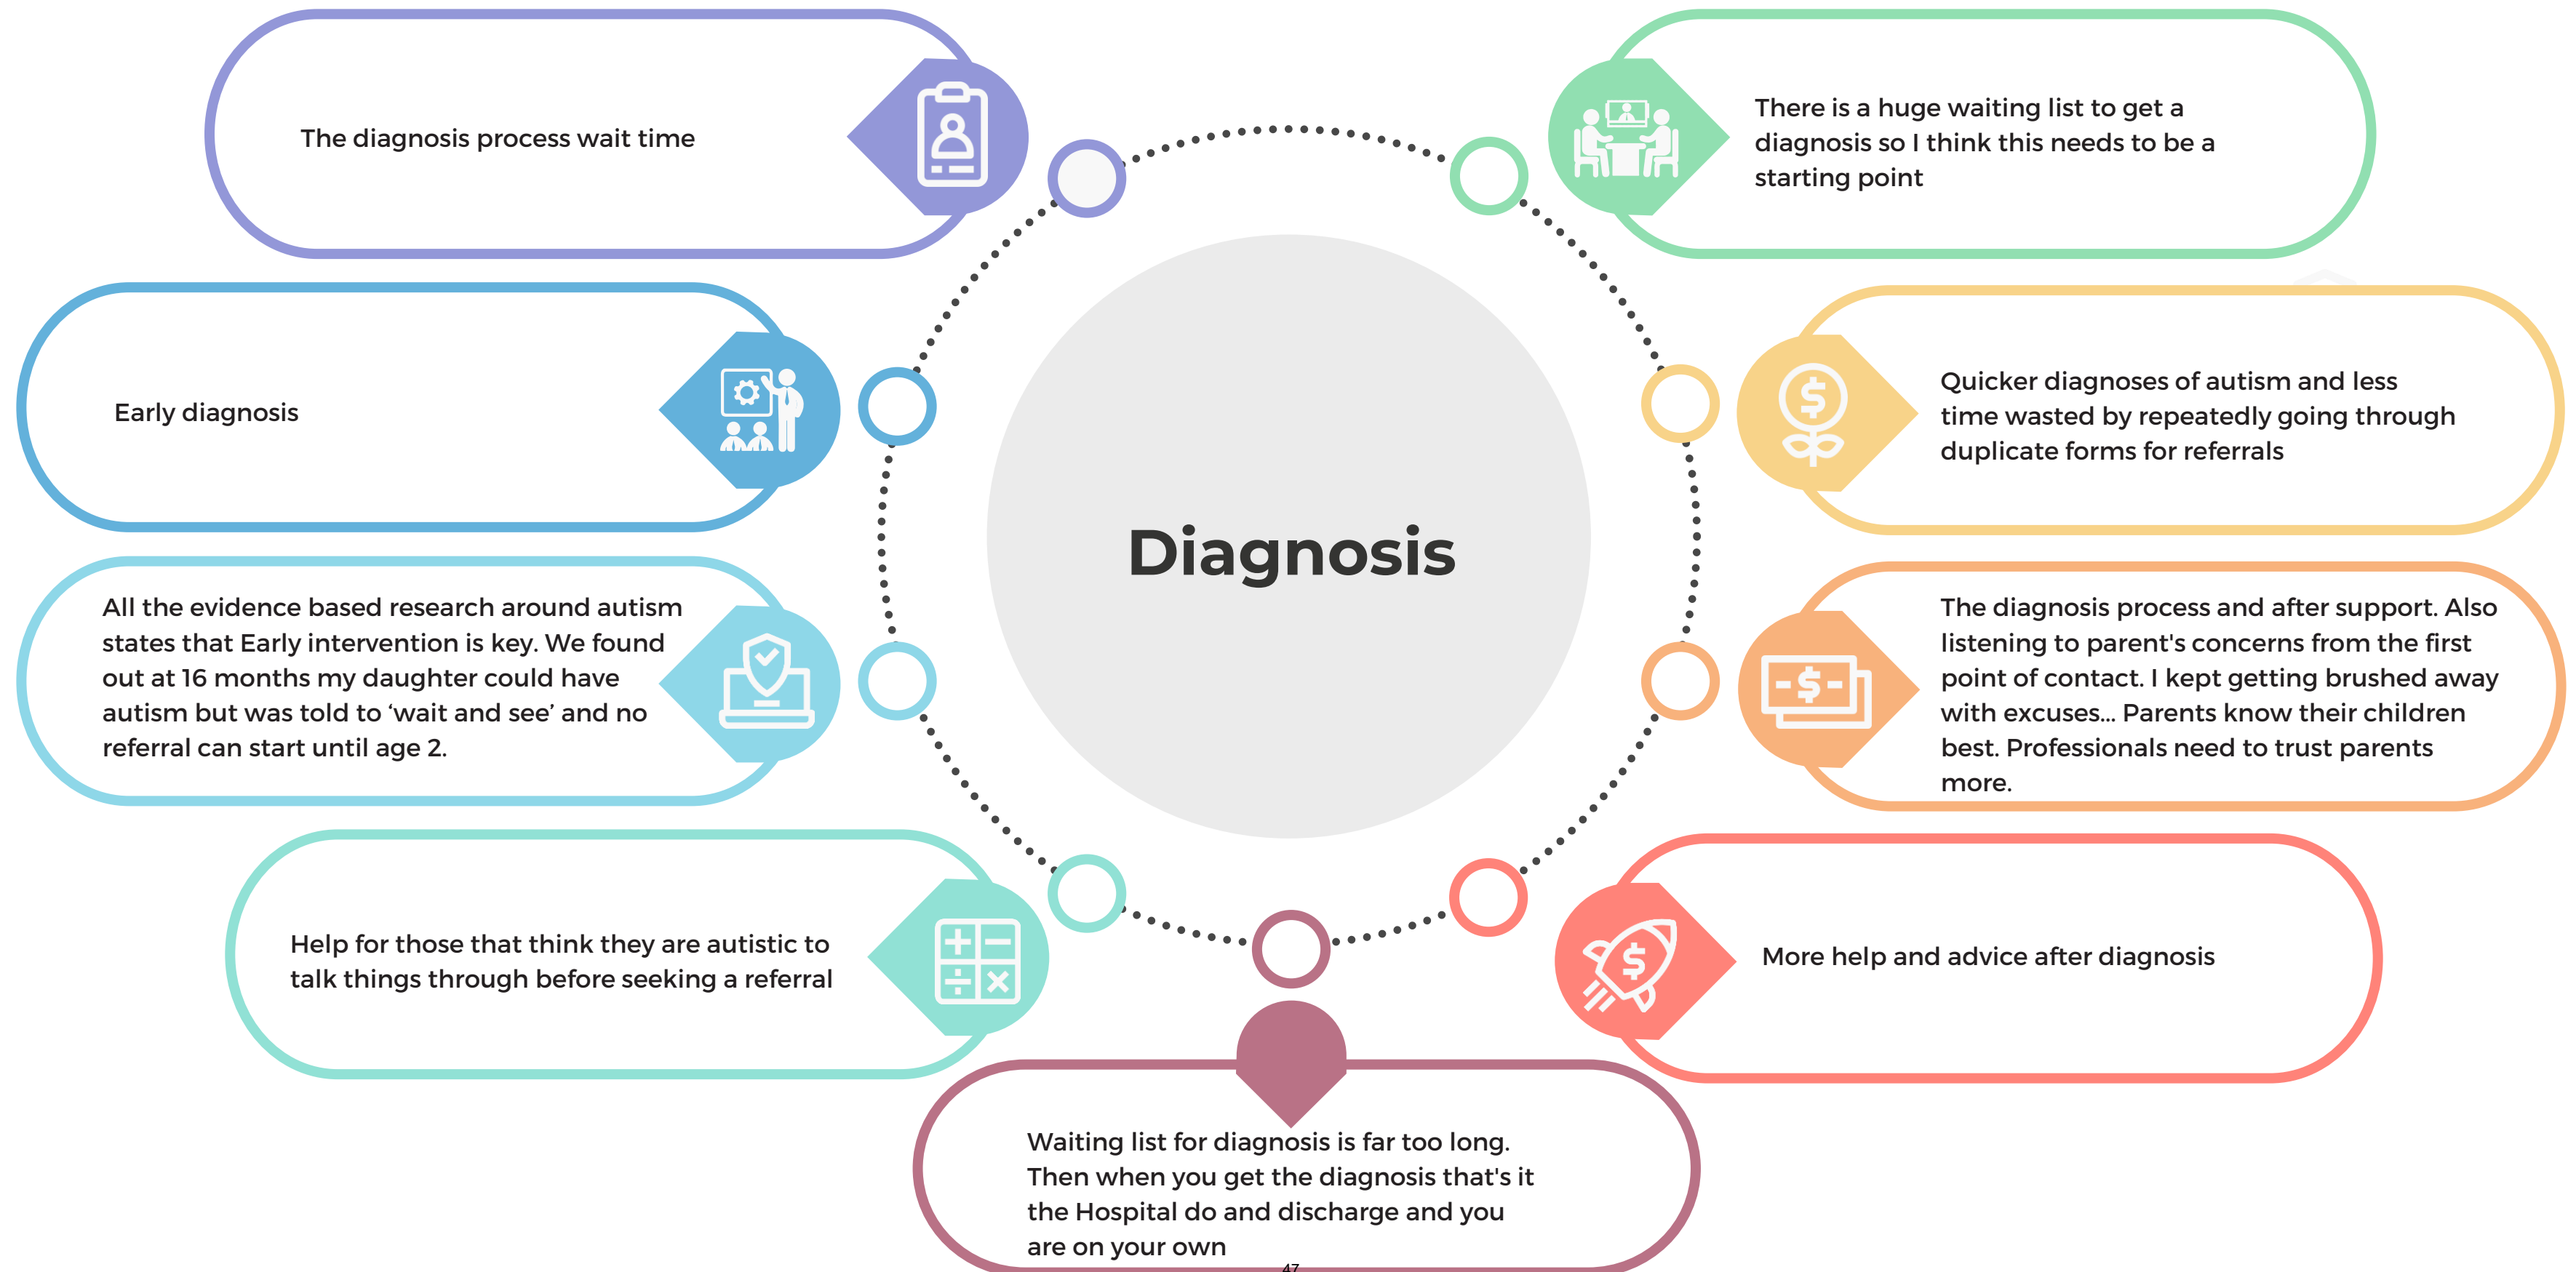 The diagnosis process wait time
There is a huge waiting list to get a
diagnosis so I think this needs to be a
starting point
Early diagnosis
Quicker diagnoses of autism and less
time wasted by repeatedly going through
duplicate forms for referrals
Diagnosis
All the evidence based research around autism
states that Early intervention is key. We found
out at 16 months my daughter could have
autism but was told to ‘wait and see’ and no
referral can start until age 2.
The diagnosis process and after support. Also
listening to parent's concerns from the first
point of contact. I kept getting brushed away
with excuses... Parents know their children
best. Professionals need to trust parents
more.
Help for those that think they are autistic to
talk things through before seeking a referral
More help and advice after diagnosis
Waiting list for diagnosis is far too long.
Then when you get the diagnosis that's it
the Hospital do and discharge and you
are on your own
47